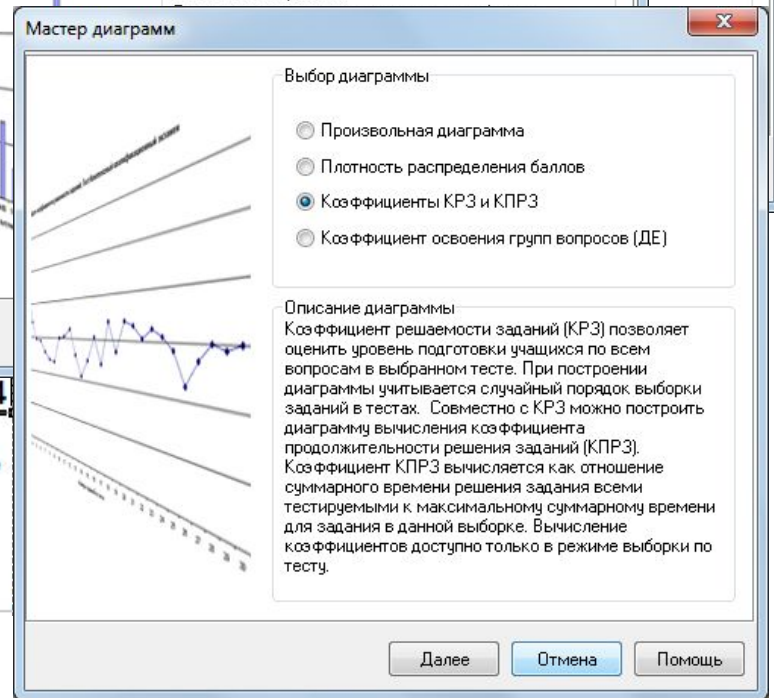 Мастер диаграмм
Выбор диаграммы
Произвольная диаграмма
Плотность распределения баллов
Коэффициенты КРЗ и КПРЗ
Коэффициент освоения групп вопросов (ДЕ)
Описание диаграммы
Коэффициент решаемости заданий (КРЗ) позволяет
оценить уровень подготовки учащихся по всем
вопросам в выбранном тесте. При построении
диаграммы учитывается случайный порядок выборки
заданий в тестах. Совместно с КРЗ можно построить
диаграмму вычисления коэффициента
продолжительности решения заданий (КПРЗ).
Коэффициент КПРЗ вычисляется как отношение
суммарного времени решения задания всеми
тестируемыми к максимальному суммарному времени
для задания в данной выборке. Вычисление
коэффициентов доступно только в режиме выборки по
тесту.
Далее
Отмена
Помощь